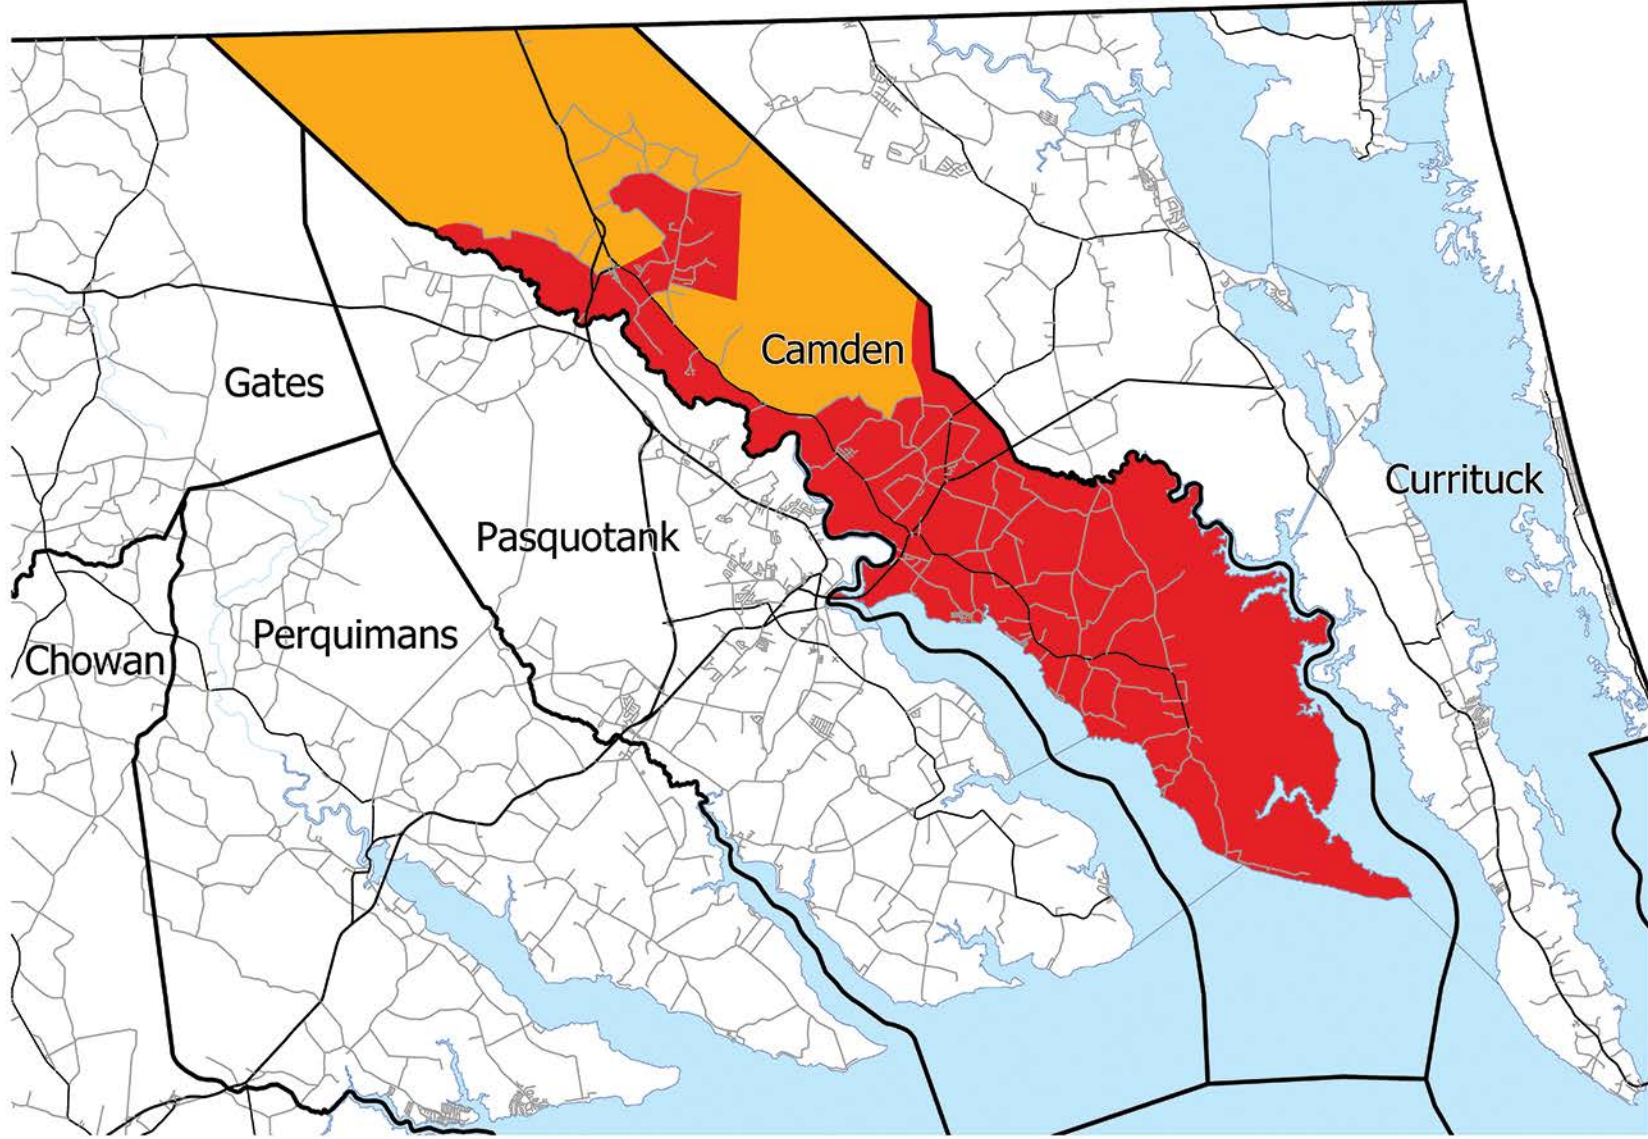 Camden
Gates
Currituck
Pasquotank
Perquimans
Chowan